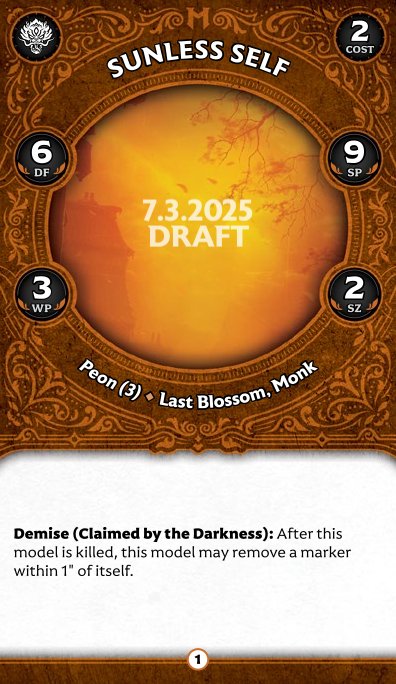 2
COST
SUNLESS SELF
6
DF
9
SP
7.3.2025
DRAFT
3
WP
2
SZ
Peon (3) ♦ Last Blossom, Monk
Demise (Claimed by the Darkness): After this
model is killed, this model may remove a marker
within 1" of itself.
1